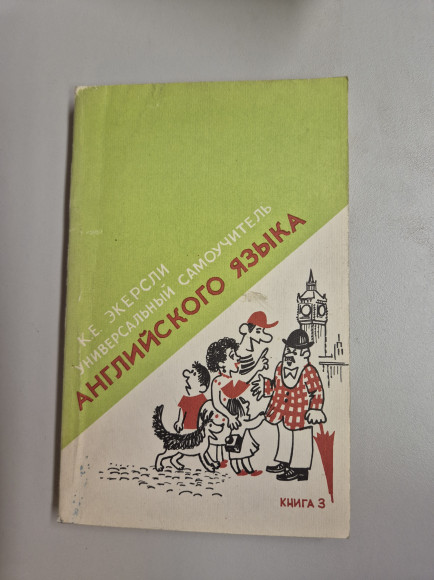 К.Е. ЭКЕРСЛИ
УНИВЕРСАЛЬНЫЙ САМОУЧИТЕЛЬ
АНГЛИЙСКОГО ЯЗЫКА
КНИГА 3